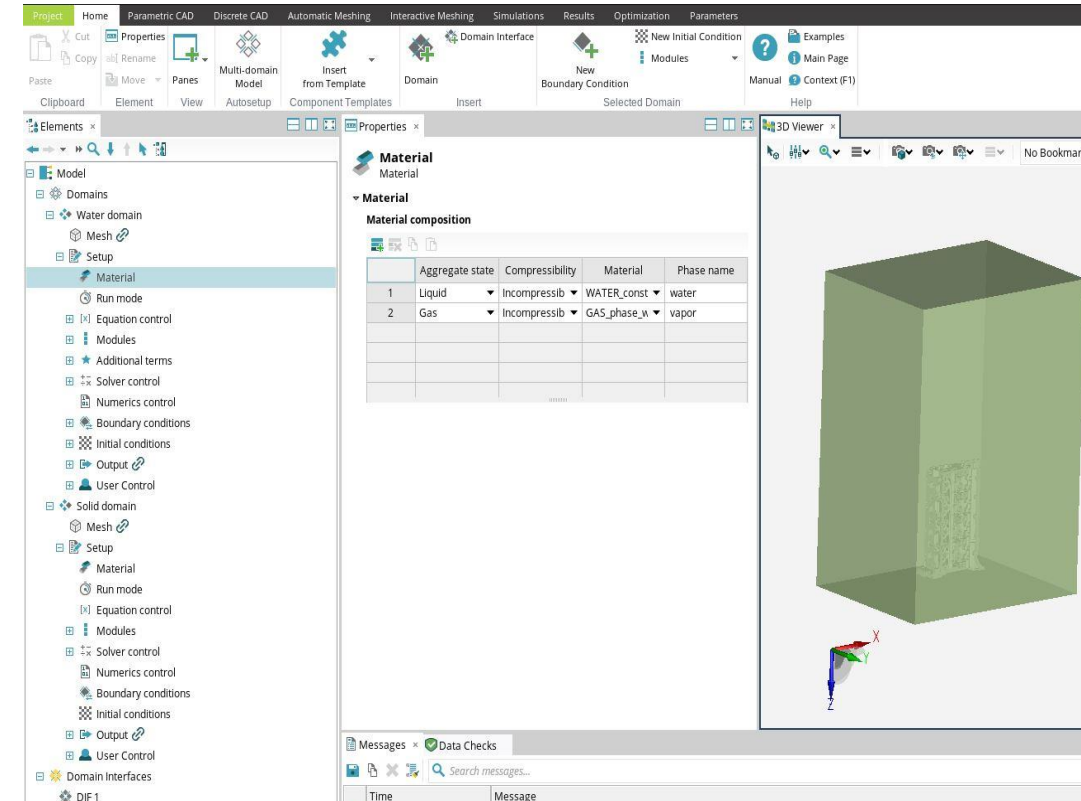 Project Home Parametric CAD Discrete CAD Automatic Meshing Interactive Meshing Simulations Results Optimization Parameters
Cut
Copy
Paste
Clipboard
Properties
Rename
Move
Element
Panes
View
Multi-domain
Model
Autosetup
Insert
from Template
Component Templates
Domain
Domain Interface
Insert
New
Boundary Condition
New Initial Condition
Modules
Selected Domain
Manual
Examples
Main Page
Context (F1)
Help
Elements
Model
Domains
Water domain
Mesh
Setup
Material
Run mode
Equation control
Modules
Additional terms
Solver control
Numerics control
Boundary conditions
Initial conditions
Output
User Control
Solid domain
Mesh
Setup
Material
Run mode
Equation control
Modules
Solver control
Numerics control
Boundary conditions
Initial conditions
Output
User Control
Domain Interfaces
DIF 1
Properties
Material
Material
Material
Material composition
Aggregate state Compressibility Material Phase name
1 Liquid Incompressib WATER_const water
2 Gas Incompressib GAS_phase_w vapor
3D Viewer
No Bookmar
X
Y
Z
Messages Data Checks
Search messages...
Time Message